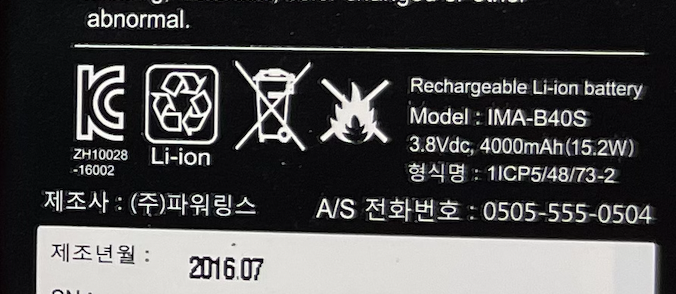 abnormal.
Rechargeable Li-ion battery
Model : IMA-B40S
3.8Vdc, 4000mAh(15.2W)
형식명 : 1ICP5/48/73-2
ZH10028
-16002
Li-ion
제조사 : (주)파워링스
A/S 전화번호 : 0505-555-0504
제조년월 :
2016.07